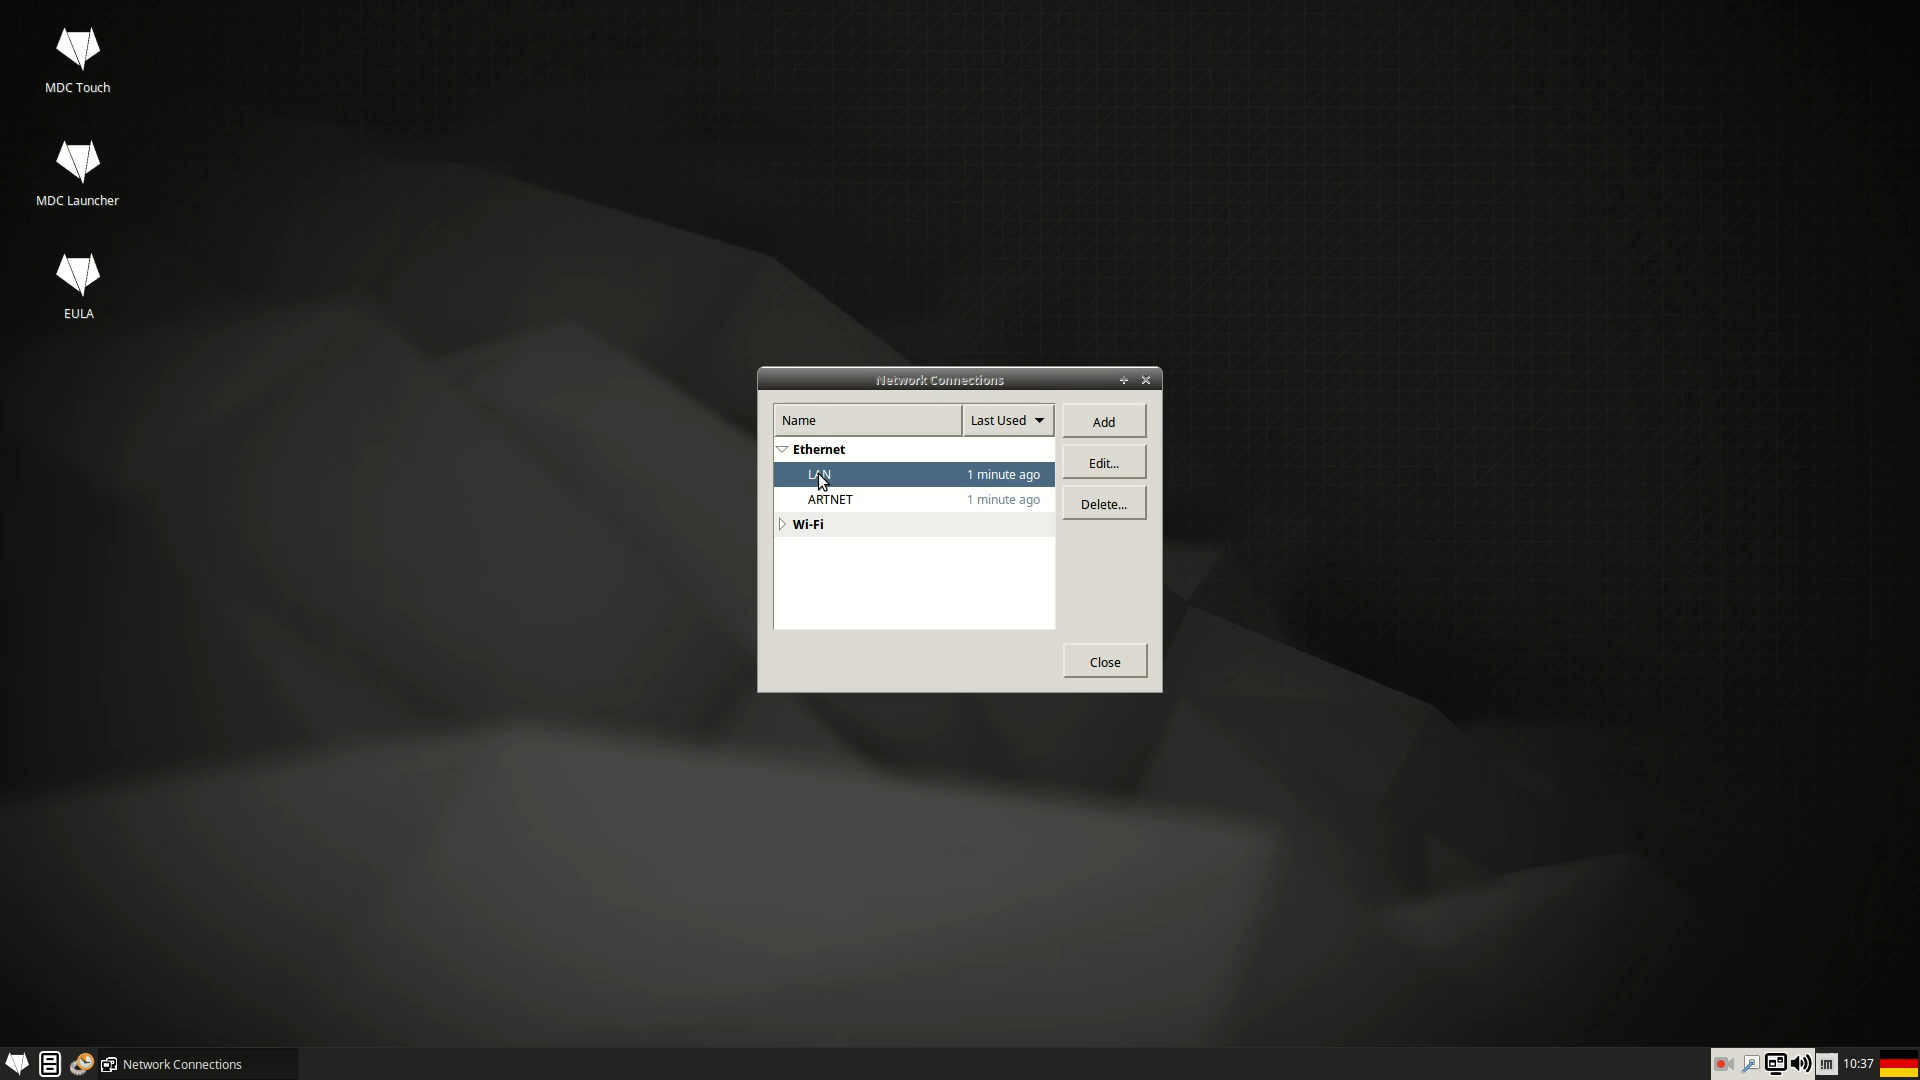 MDC Touch
MDC Launcher
EULA
Network Connections
Name Last Used Add
Ethernet
LAN 1 minute ago Edit...
ARTNET 1 minute ago Delete...
Wi-Fi
Close
Network Connections 10:37